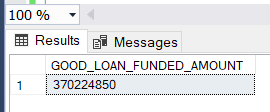 100 %
Results Messages
GOOD_LOAN_FUNDED_AMOUNT
1 370224850